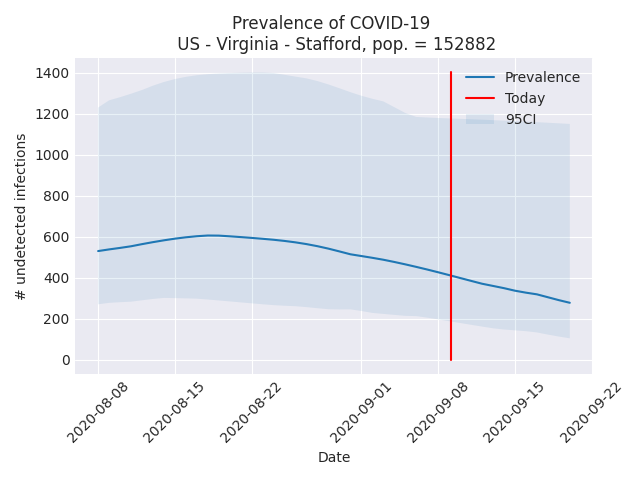 Prevalence of COVID-19
US - Virginia - Stafford, pop. = 152882
1400
1200
1000
800
600
400
200
0
# undetected infections
Prevalence
Today
95CI
2020-08-08
2020-08-15
2020-08-22
2020-09-01
2020-09-08
2020-09-15
2020-09-22
Date